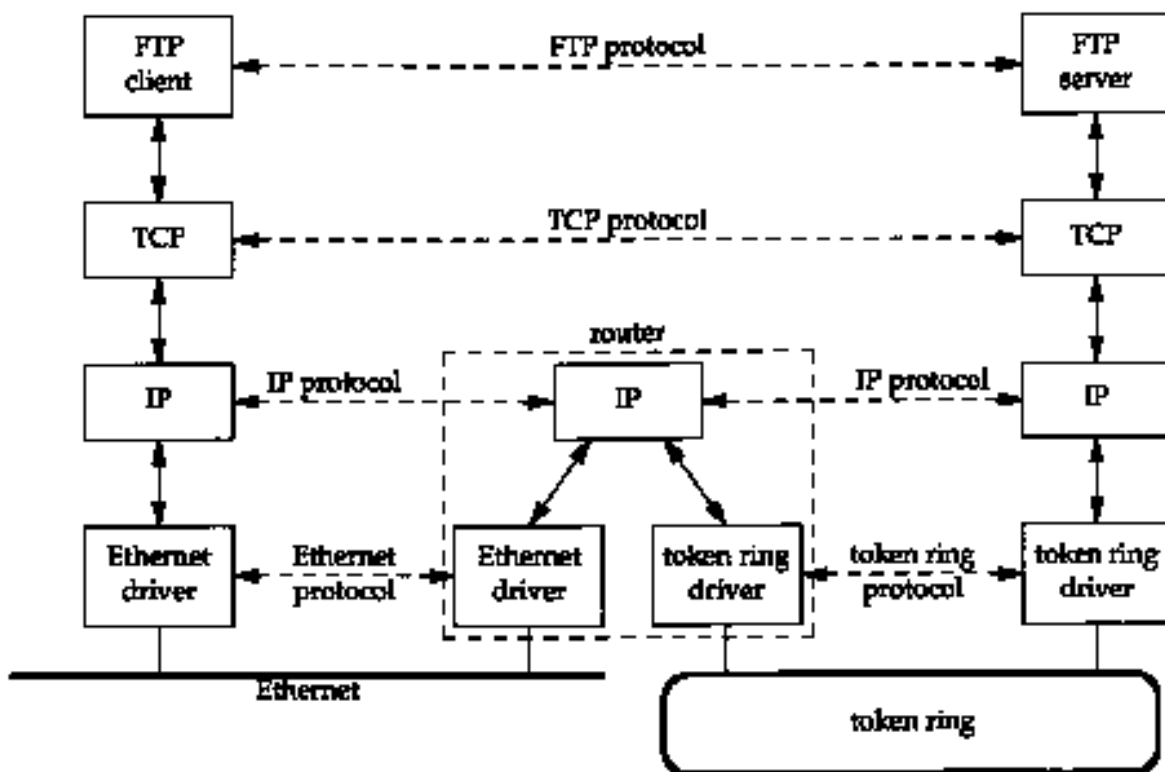 FTP
client
FTP protocol
FTP
server
TCP
TCP protocol
TCP
router
IP
IP protocol
IP
IP protocol
IP
Ethernet
driver
Ethernet
protocol
Ethernet
driver
token ring
driver
token ring
protocol
token ring
driver
Ethernet
token ring